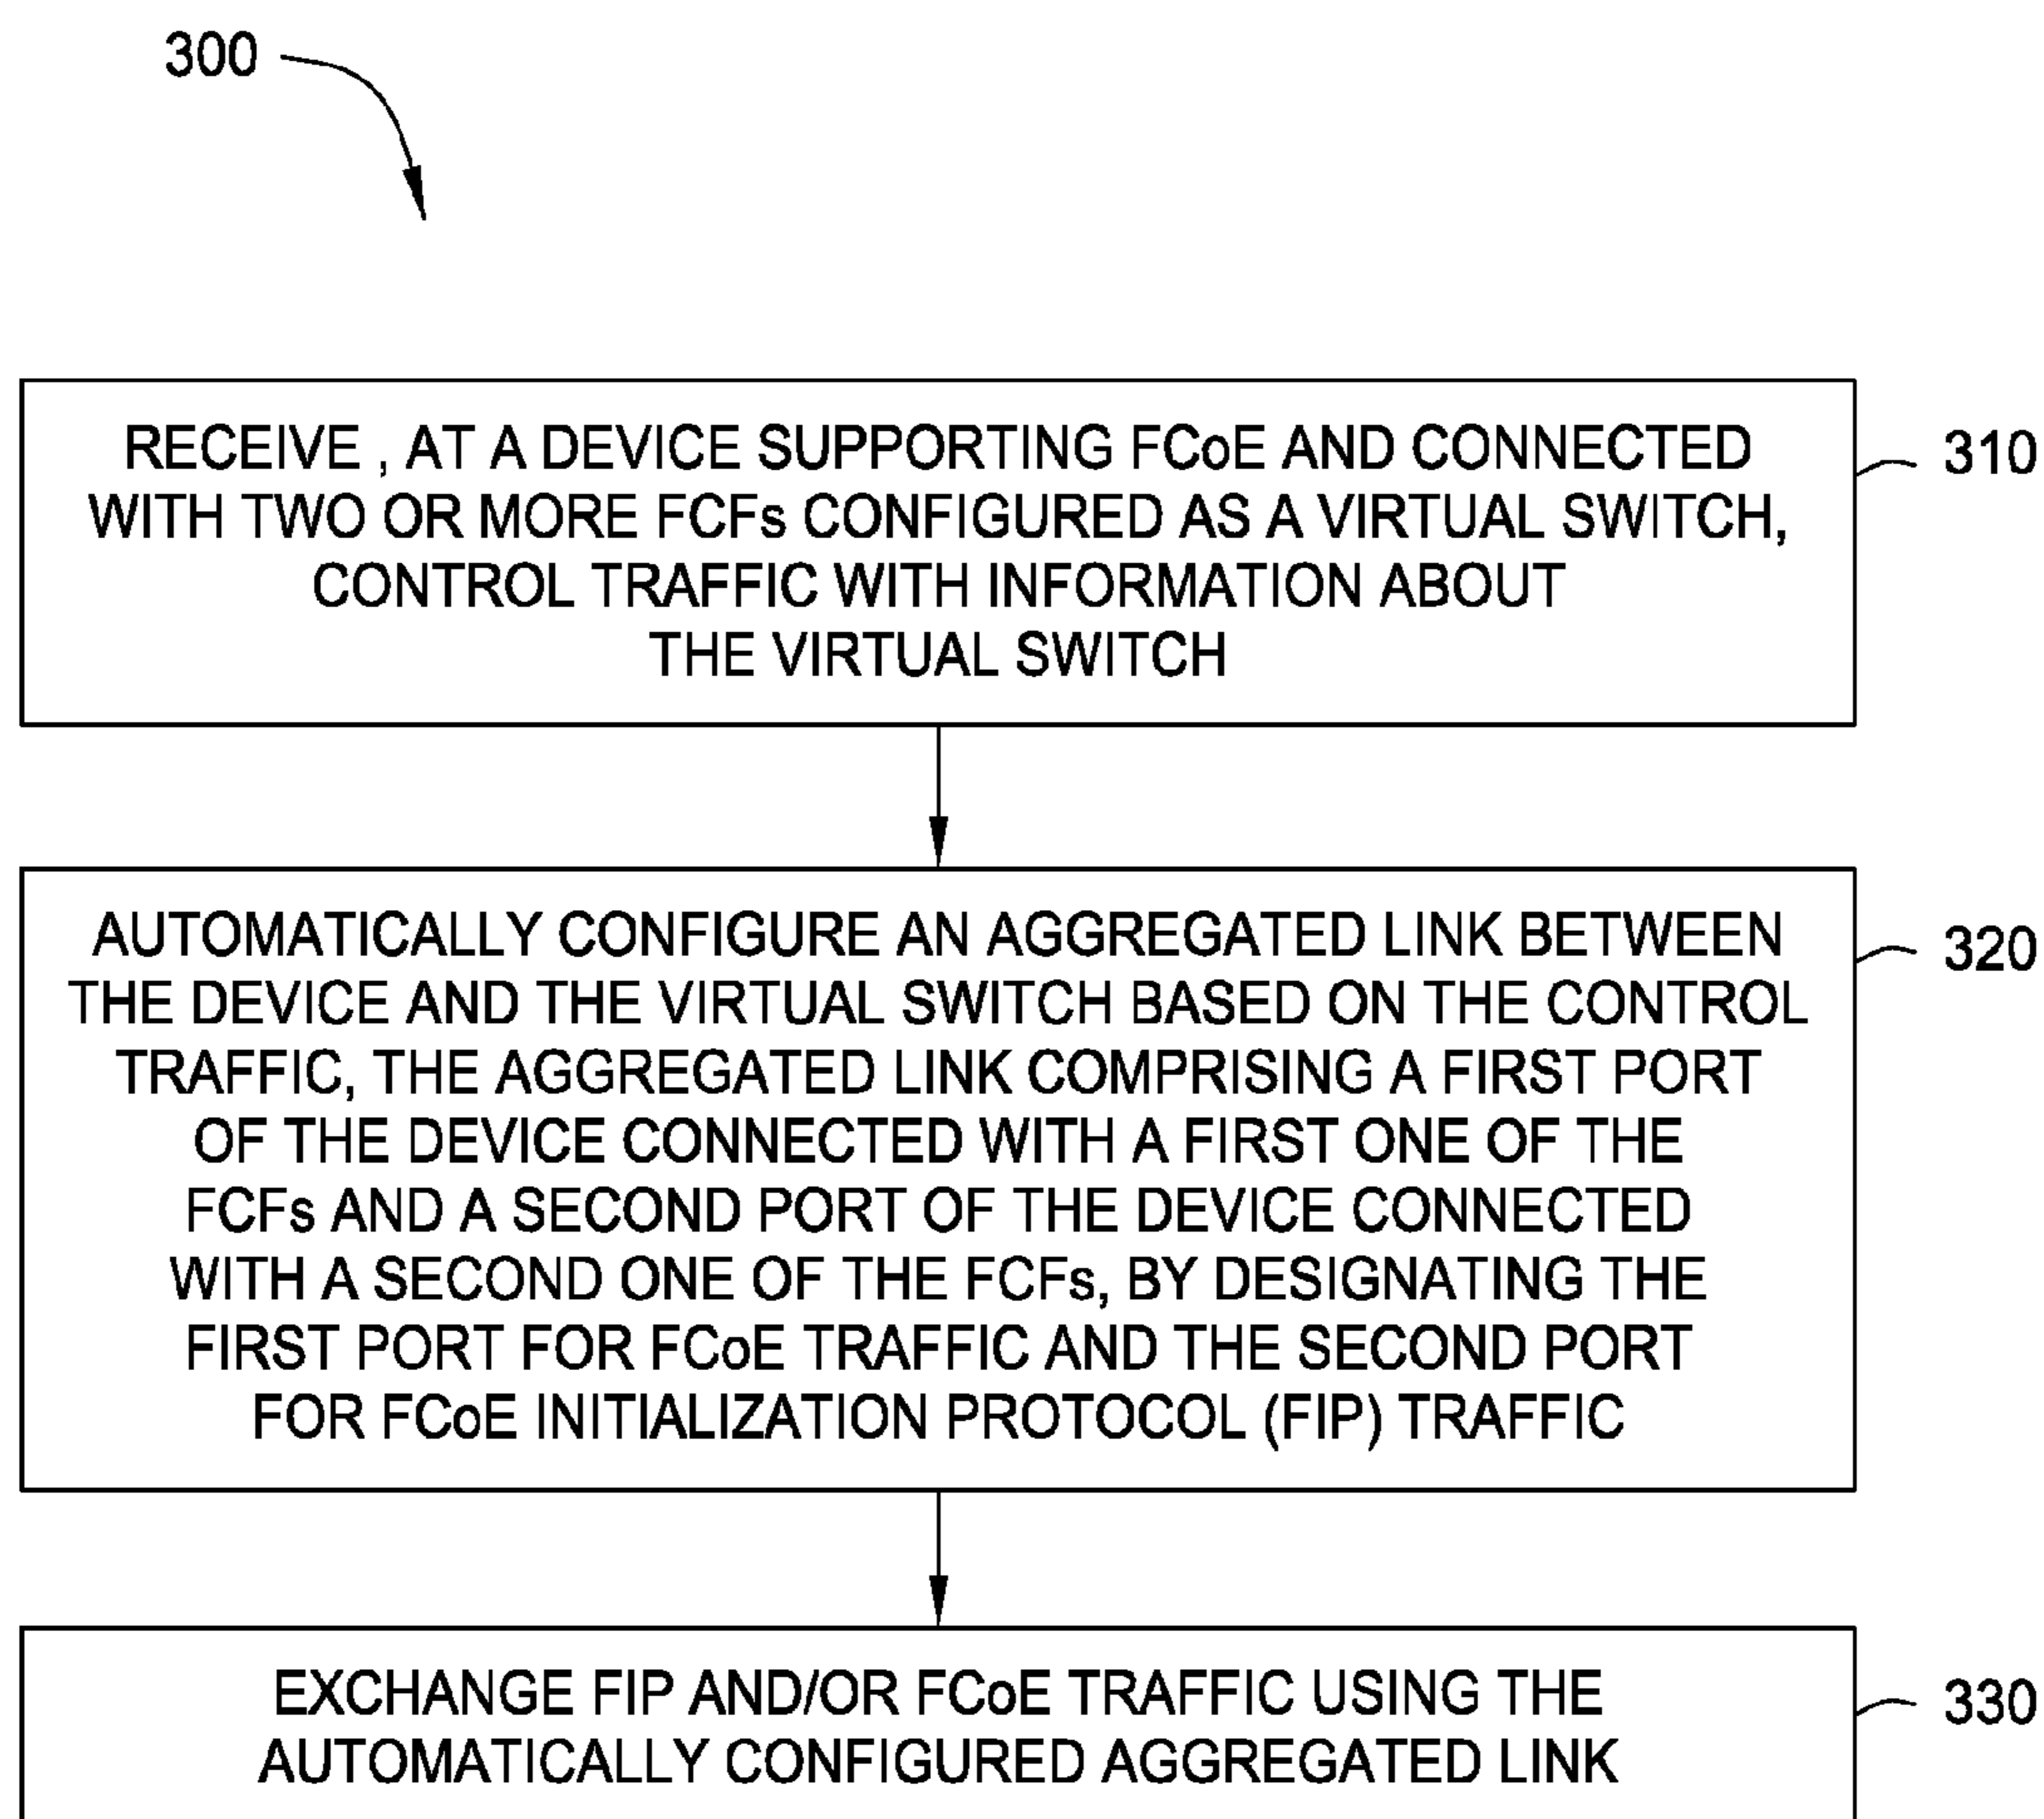 300
RECEIVE , AT A DEVICE SUPPORTING FCoE AND CONNECTED
WITH TWO OR MORE FCFs CONFIGURED AS A VIRTUAL SWITCH,
CONTROL TRAFFIC WITH INFORMATION ABOUT
THE VIRTUAL SWITCH
310
AUTOMATICALLY CONFIGURE AN AGGREGATED LINK BETWEEN
THE DEVICE AND THE VIRTUAL SWITCH BASED ON THE CONTROL
TRAFFIC, THE AGGREGATED LINK COMPRISING A FIRST PORT
OF THE DEVICE CONNECTED WITH A FIRST ONE OF THE
FCFs AND A SECOND PORT OF THE DEVICE CONNECTED
WITH A SECOND ONE OF THE FCFs, BY DESIGNATING THE
FIRST PORT FOR FCoE TRAFFIC AND THE SECOND PORT
FOR FCoE INITIALIZATION PROTOCOL (FIP) TRAFFIC
320
EXCHANGE FIP AND/OR FCoE TRAFFIC USING THE
AUTOMATICALLY CONFIGURED AGGREGATED LINK
330